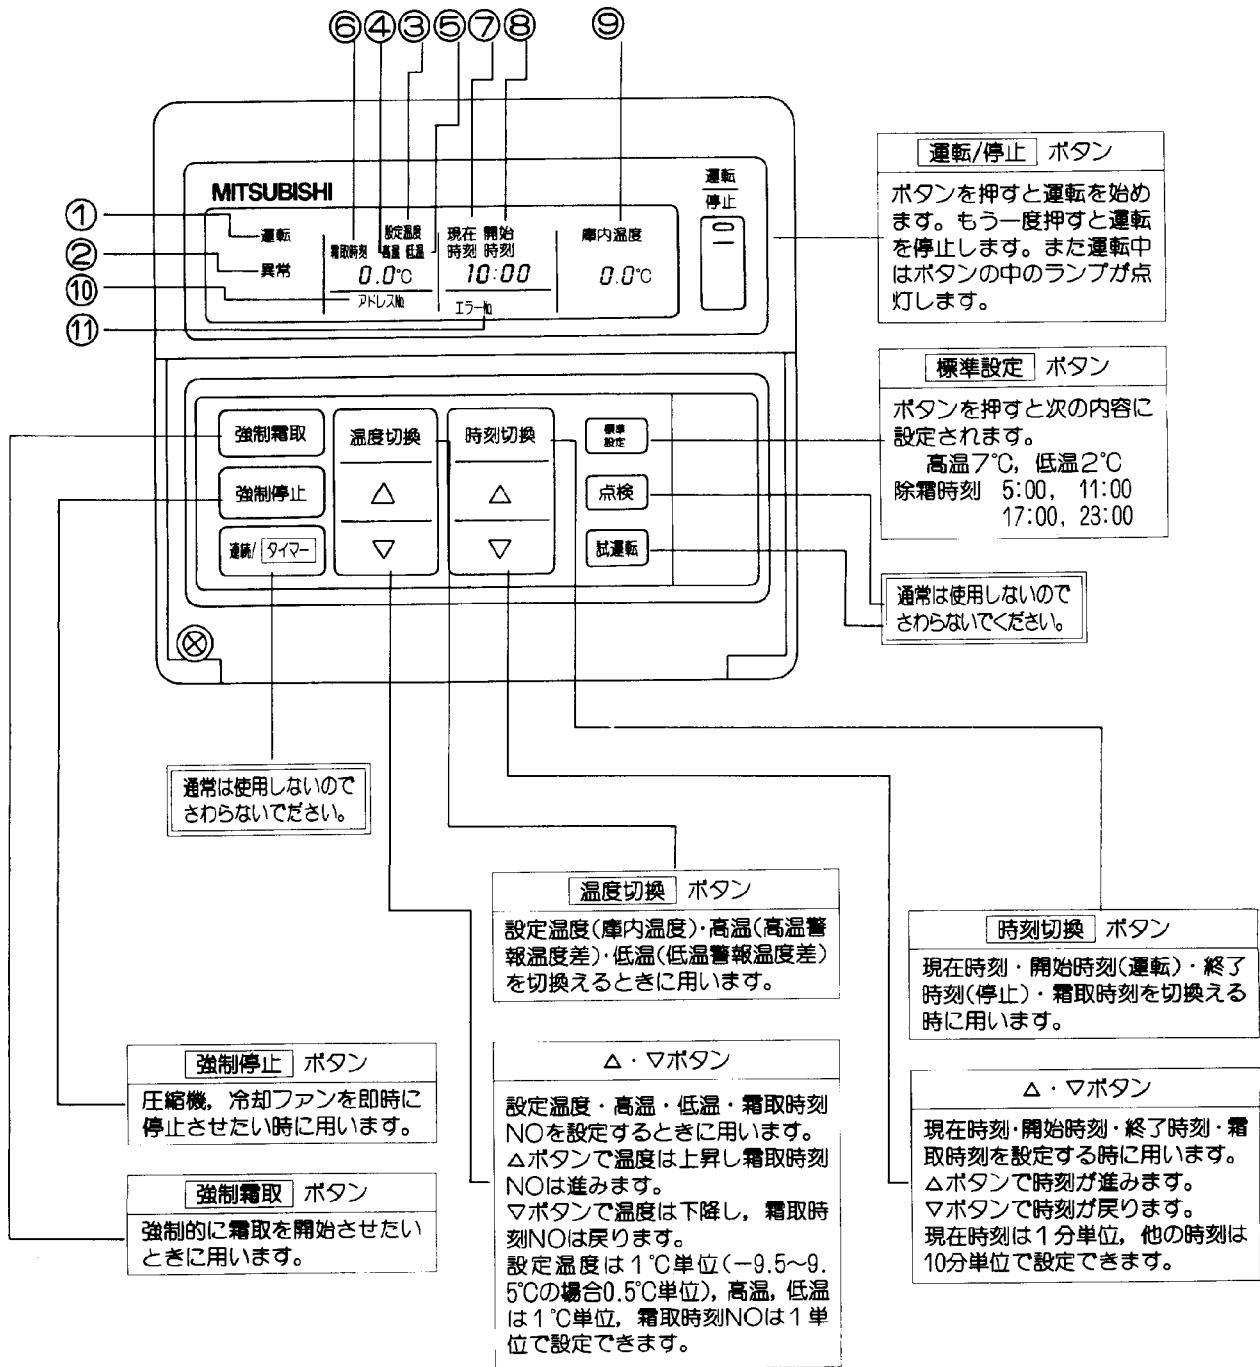 ⑥④③⑤⑦⑧ ⑨
MITSUBISHI
運転
停止
① 運転
② 異常
⑩
⑪
設定温度
霜取時刻 高温 低温
0.0℃
アドレスNo
現在 開始
時刻 時刻
10:00
エラーNo
庫内温度
0.0℃
強制霜取
強制停止
連続/タイマー
温度切換
△
▽
時刻切換
△
▽
標準
設定
点検
試運転
運転/停止 ボタン
ボタンを押すと運転を始め
ます。もう一度押すと運転
を停止します。また運転中
はボタンの中のランプが点
灯します。
標準設定 ボタン
ボタンを押すと次の内容に
設定されます。
高温7℃, 低温2℃
除霜時刻 5:00, 11:00
17:00, 23:00
通常は使用しないので
さわらないでください。
通常は使用しないので
さわらないでださい。
温度切換 ボタン
設定温度(庫内温度)・高温(高温警
報温度差)・低温(低温警報温度差)
を切換えるときに用います。
時刻切換 ボタン
現在時刻・開始時刻(運転)・終了
時刻(停止)・霜取時刻を切換える
時に用います。
強制停止 ボタン
圧縮機, 冷却ファンを即時に
停止させたい時に用います。
強制霜取 ボタン
強制的に霜取を開始させたい
ときに用います。
△・▽ボタン
設定温度・高温・低温・霜取時刻
NOを設定するときに用います。
△ボタンで温度は上昇し霜取時刻
NOは進みます。
▽ボタンで温度は下降し, 霜取時
刻NOは戻ります。
設定温度は1℃単位(−9.5〜9.
5℃の場合0.5℃単位), 高温, 低温
は1℃単位, 霜取時刻NOは1単
位で設定できます。
△・▽ボタン
現在時刻・開始時刻・終了時刻・霜
取時刻を設定する時に用います。
△ボタンで時刻が進みます。
▽ボタンで時刻が戻ります。
現在時刻は1分単位, 他の時刻は
10分単位で設定できます。